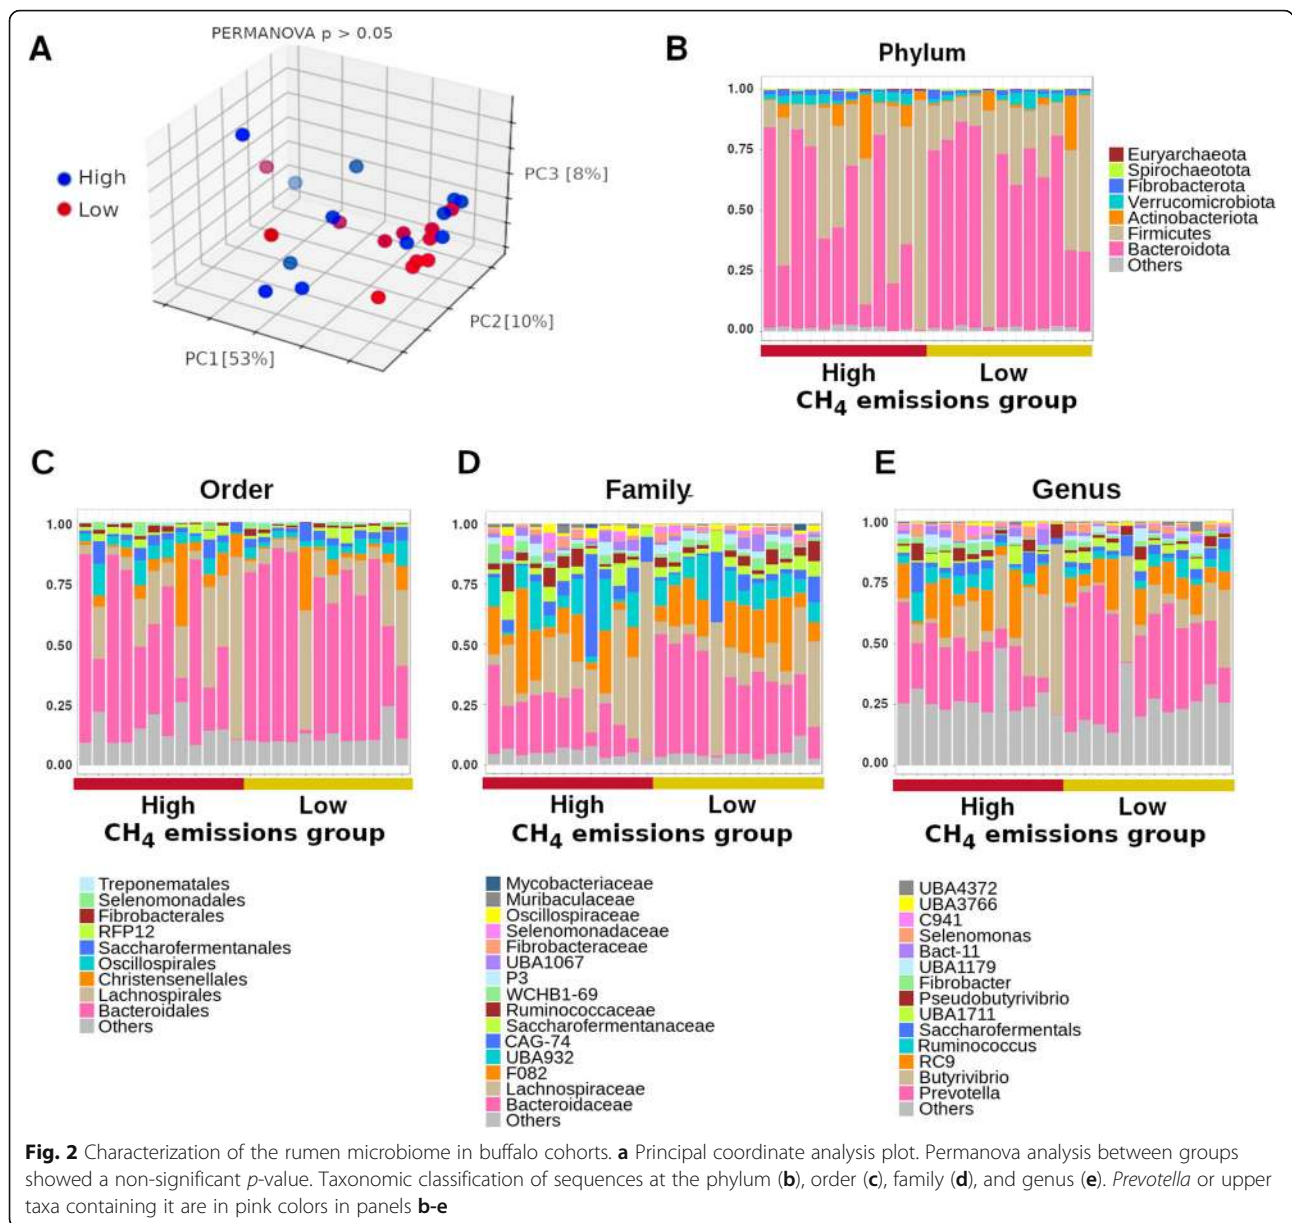 A
PERMANOVA p > 0.05
High
Low
PC3 [8%]
PC2[10%]
PC1[53%]
B
Phylum
1.00
0.75
0.50
0.25
0.00
High
Low
CH4 emissions group
Euryarchaeota
Spirochaetota
Fibrobacterota
Verrucomicrobiota
Actinobacteriota
Firmicutes
Bacteroidota
Others
C
Order
1.00
0.75
0.50
0.25
0.00
High
Low
CH4 emissions group
Treponematales
Selenomonadales
Fibrobacterales
RFP12
Saccharofermentanales
Oscillospirales
Christensenellales
Lachnospirales
Bacteroidales
Others
D
Family
1.00
0.75
0.50
0.25
0.00
High
Low
CH4 emissions group
Mycobacteriaceae
Muribaculaceae
Oscillospiraceae
Selenomonadaceae
Fibrobacteraceae
UBA1067
P3
WCHB1-69
Ruminococcaceae
Saccharofermentanaceae
CAG-74
UBA932
F082
Lachnospiraceae
Bacteroidaceae
Others
E
Genus
1.00
0.75
0.50
0.25
0.00
High
Low
CH4 emissions group
UBA4372
UBA3766
C941
Selenomonas
Bact-11
UBA1179
Fibrobacter
Pseudobutyrivibrio
UBA1711
Saccharofermentals
Ruminococcus
RC9
Butyrivibrio
Prevotella
Others
Fig. 2 Characterization of the rumen microbiome in buffalo cohorts. a Principal coordinate analysis plot. Permanova analysis between groups
showed a non-significant p-value. Taxonomic classification of sequences at the phylum (b), order (c), family (d), and genus (e). Prevotella or upper
taxa containing it are in pink colors in panels b-e